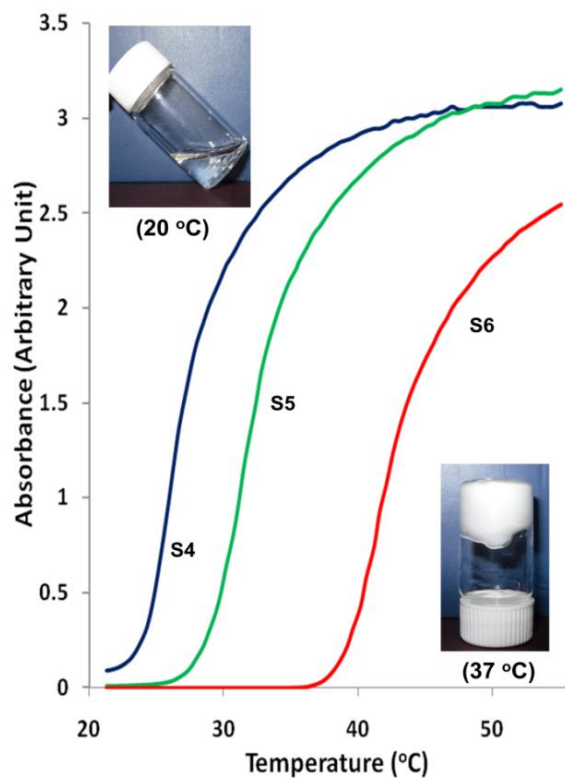 3.5
3
2.5
2
1.5
1
0.5
0
Absorbance (Arbitrary Unit)
(20 °C)
S6
S5
S4
(37 °C)
20 30 40 50
Temperature (°C)